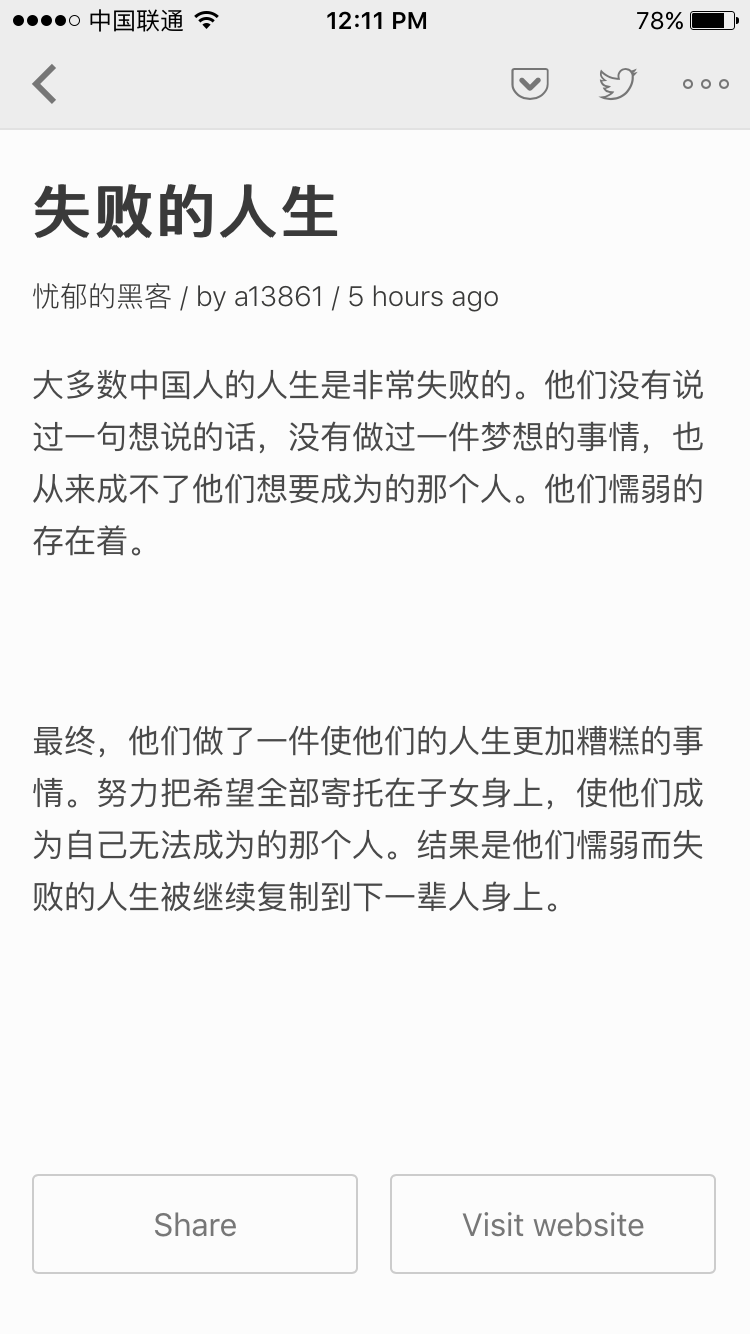 中国联通 12:11 PM 78%
失败的人生
忧郁的黑客 / by a13861 / 5 hours ago
大多数中国人的人生是非常失败的。他们没有说
过一句想说的话，没有做过一件梦想的事情，也
从来成不了他们想要成为的那个人。他们懦弱的
存在着。
最终，他们做了一件使他们的人生更加糟糕的事
情。努力把希望全部寄托在子女身上，使他们成
为自己无法成为的那个人。结果是他们懦弱而失
败的人生被继续复制到下一辈人身上。
Share Visit website